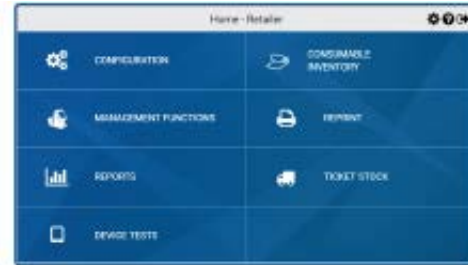 Home - Retailer
CONFIGURATION
CONSUMABLE
INVENTORY
MANAGEMENT FUNCTIONS
REPRINT
REPORTS
TICKET STOCK
DEVICE TESTS